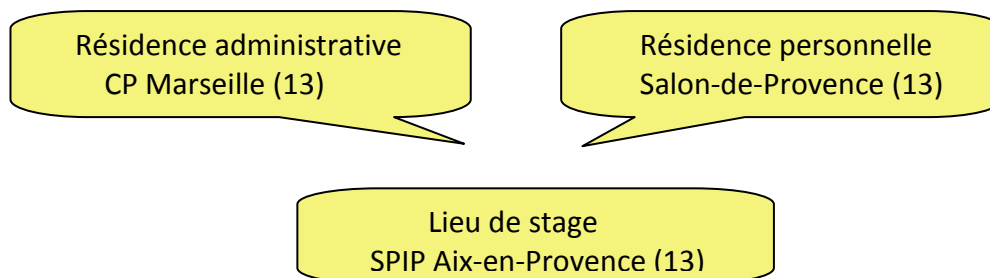 Résidence administrative
CP Marseille (13)
Résidence personnelle
Salon-de-Provence (13)
Lieu de stage
SPIP Aix-en-Provence (13)